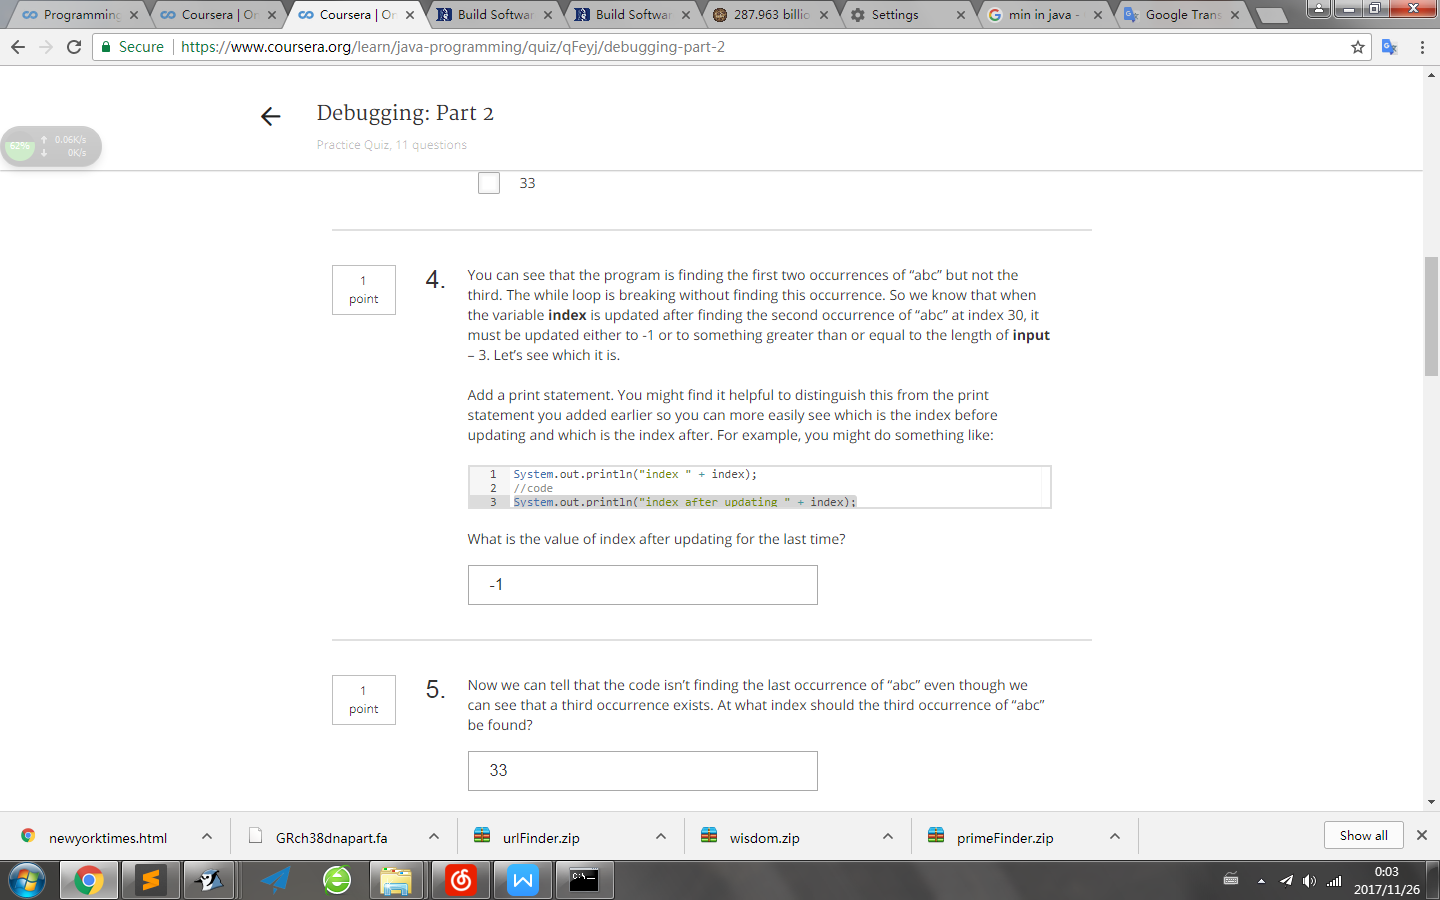 Programming
Coursera | On
Coursera | On
Build Softwar
Build Softwar
287.963 billio
Settings
min in java -
Google Trans
Secure
https://www.coursera.org/learn/java-programming/quiz/qFeyj/debugging-part-2
Debugging: Part 2
Practice Quiz, 11 questions
62%
0.06K/s
0K/s
33
1
point
4.
You can see that the program is finding the first two occurrences of “abc” but not the
third. The while loop is breaking without finding this occurrence. So we know that when
the variable index is updated after finding the second occurrence of “abc” at index 30, it
must be updated either to -1 or to something greater than or equal to the length of input
– 3. Let’s see which it is.
Add a print statement. You might find it helpful to distinguish this from the print
statement you added earlier so you can more easily see which is the index before
updating and which is the index after. For example, you might do something like:
1 System.out.println("index " + index);
2 //code
3 System.out.println("index after updating " + index);
What is the value of index after updating for the last time?
-1
1
point
5.
Now we can tell that the code isn’t finding the last occurrence of “abc” even though we
can see that a third occurrence exists. At what index should the third occurrence of “abc”
be found?
33
newyorktimes.html
GRch38dnapart.fa
urlFinder.zip
wisdom.zip
primeFinder.zip
Show all
0:03
2017/11/26